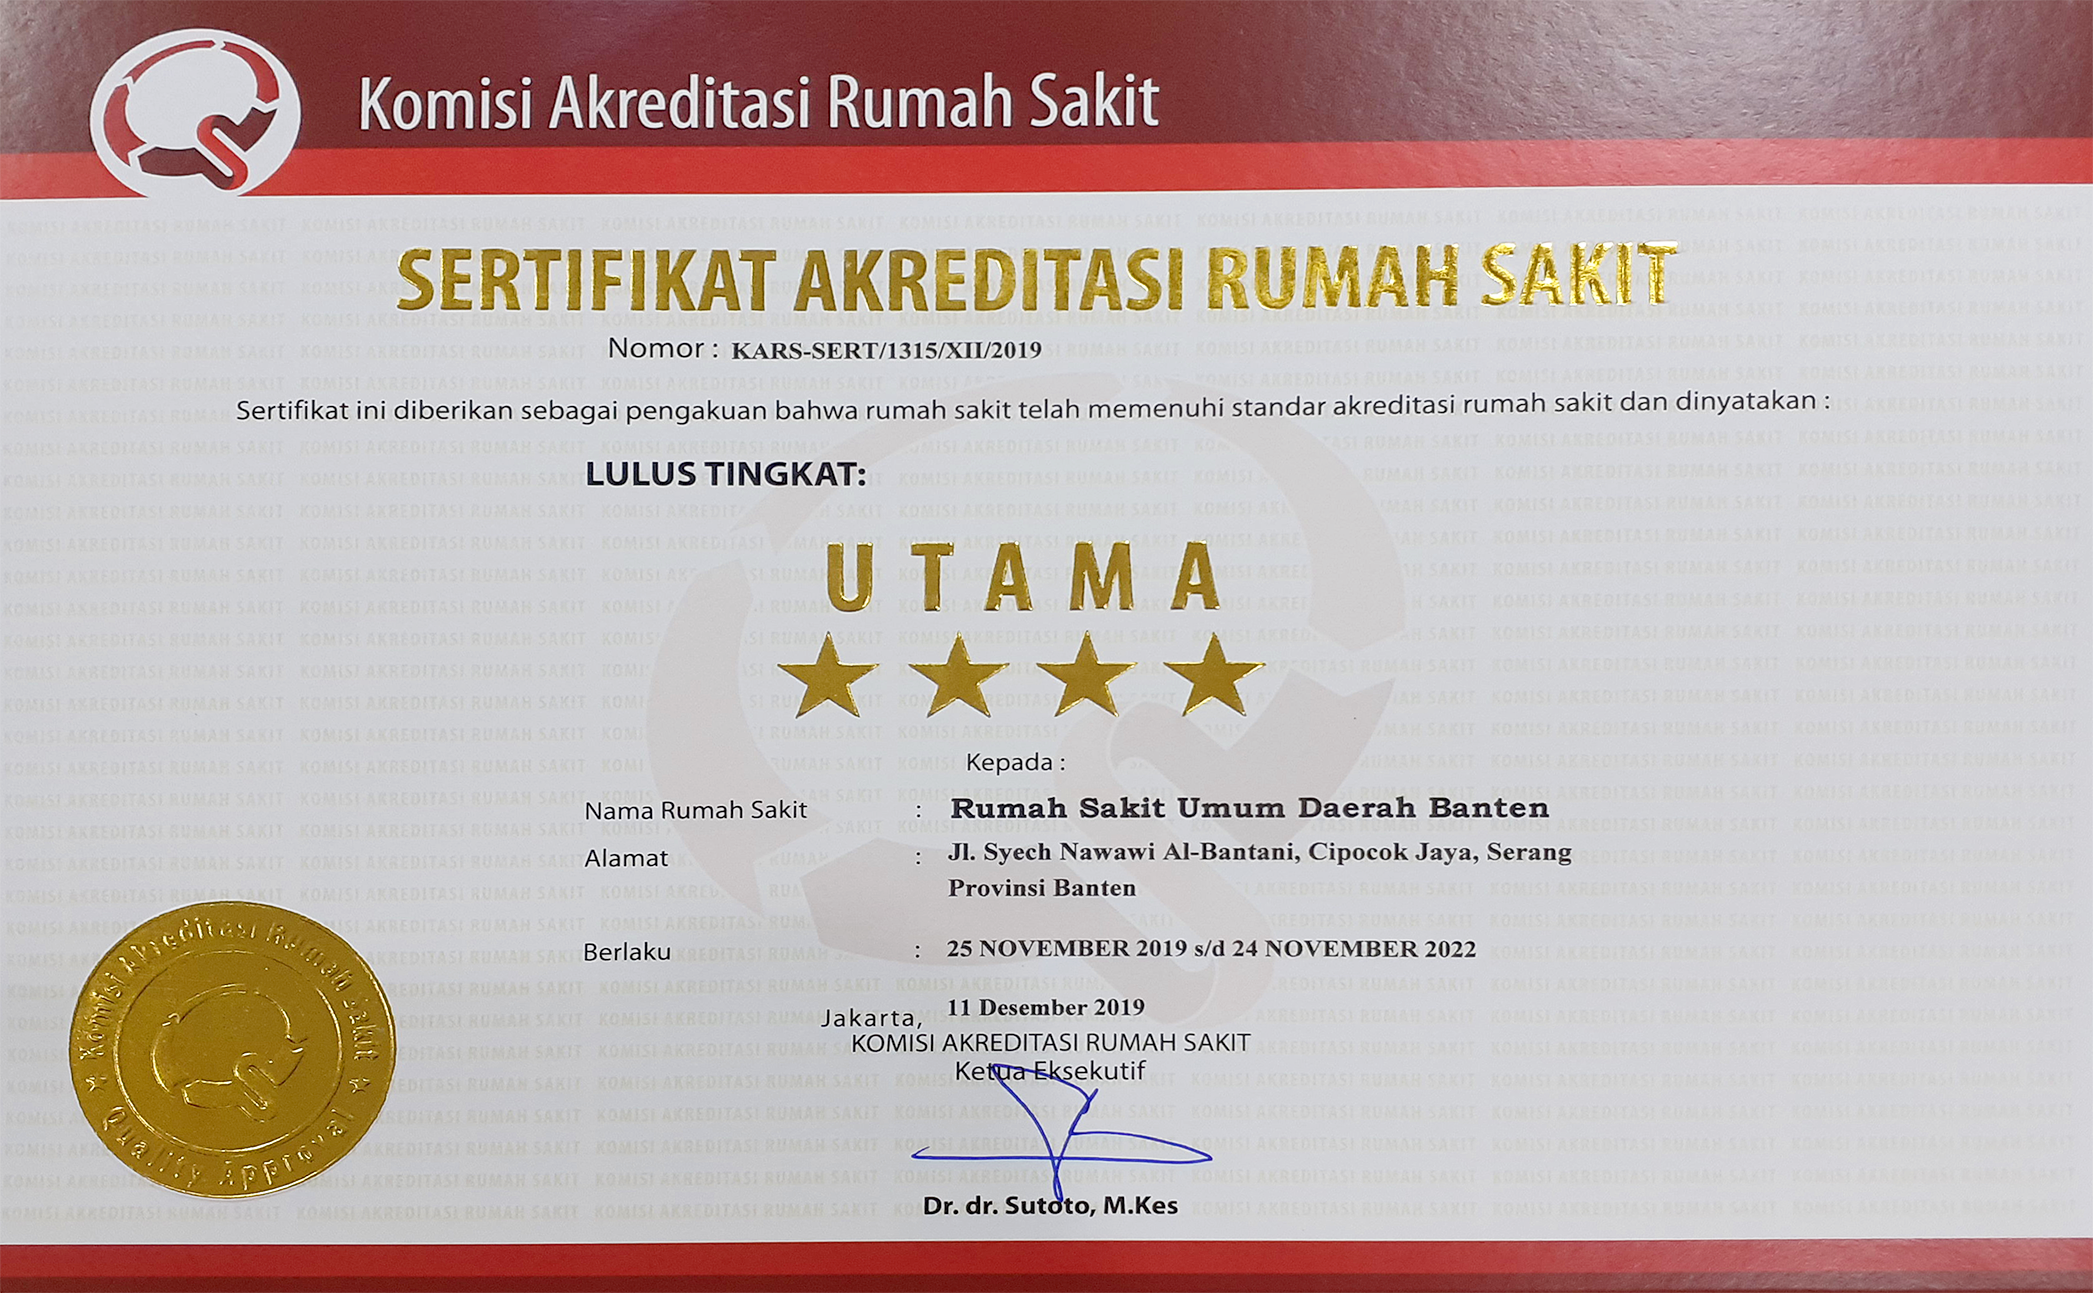 Komisi Akreditasi Rumah Sakit
SERTIFIKAT AKREDITASI RUMAH SAKIT
Nomor : KARS-SERT/1315/XII/2019
Sertifikat ini diberikan sebagai pengakuan bahwa rumah sakit telah memenuhi standar akreditasi rumah sakit dan dinyatakan :
LULUS TINGKAT:
UTAMA
Kepada :
Nama Rumah Sakit : Rumah Sakit Umum Daerah Banten
Alamat : Jl. Syech Nawawi Al-Bantani, Cipocok Jaya, Serang
Provinsi Banten
Berlaku : 25 NOVEMBER 2019 s/d 24 NOVEMBER 2022
Jakarta, 11 Desember 2019
KOMISI AKREDITASI RUMAH SAKIT
Ketua Eksekutif
Dr. dr. Sutoto, M.Kes
Komisi Akreditasi Rumah Sakit
Quality Approval